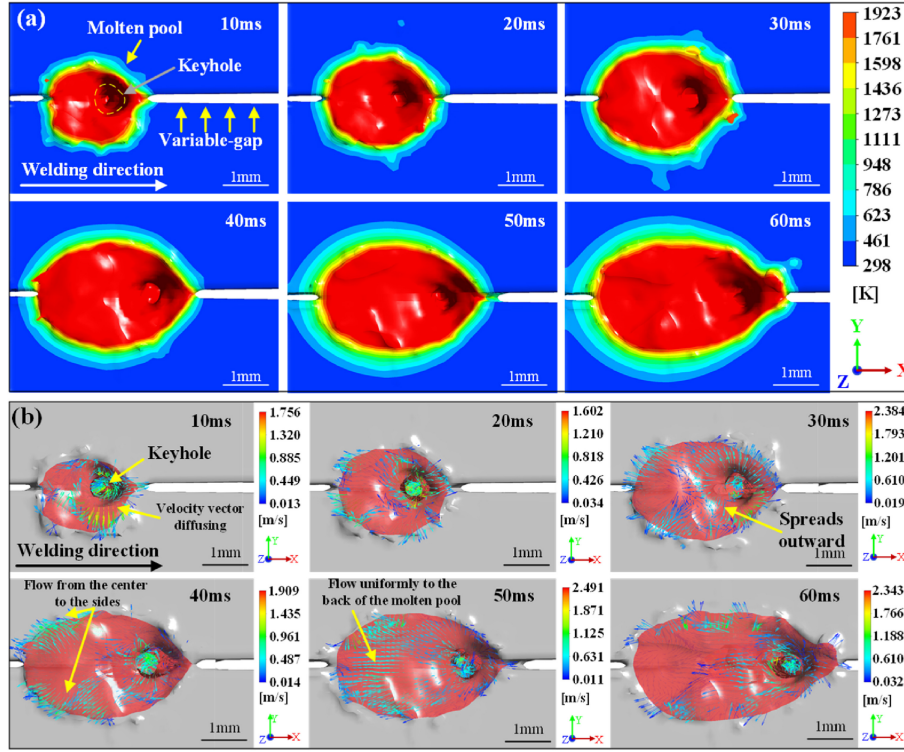 (a)
10ms
Molten pool
Keyhole
Variable-gap
Welding direction
1mm
20ms
1mm
30ms
1mm
1923
1761
1598
1436
1273
1111
948
786
623
461
298
[K]
40ms
1mm
50ms
1mm
60ms
1mm
Y
Z
X
(b)
10ms
Keyhole
Velocity vector
diffusing
Welding direction
1mm
1.756
1.320
0.885
0.449
0.013
[m/s]
Y
Z
X
20ms
1mm
1.602
1.210
0.818
0.426
0.034
[m/s]
Y
Z
X
30ms
Spreads
outward
1mm
2.384
1.793
1.201
0.610
0.019
[m/s]
Y
Z
X
Flow from the center
to the sides
40ms
1mm
1.909
1.435
0.961
0.487
0.014
[m/s]
Y
Z
X
Flow uniformly to the
back of the molten pool
50ms
1mm
2.491
1.871
1.125
0.631
0.011
[m/s]
Y
Z
X
60ms
1mm
2.343
1.766
1.188
0.610
0.032
[m/s]
Y
Z
X